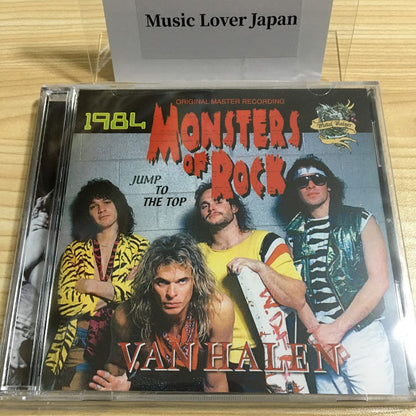 Music Lover Japan
ORIGINAL MASTER RECORDING
1984
MONSTERS
OF ROCK
JUMP
TO
THE TOP
VAN HALEN